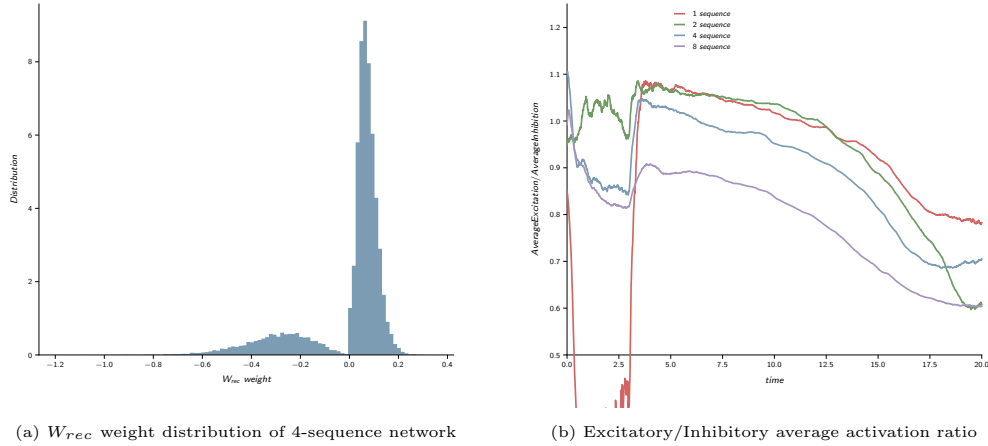 Distribution
8
6
4
2
0
−1.2 −1.0 −0.8 −0.6 −0.4 −0.2 0.0 0.2 0.4
W_rec weight
(a) W_rec weight distribution of 4-sequence network
1 sequence
2 sequence
4 sequence
8 sequence
AverageExcitation/AverageInhibition
1.2
1.1
1.0
0.9
0.8
0.7
0.6
0.5
0.0 2.5 5.0 7.5 10.0 12.5 15.0 17.5 20.0
time
(b) Excitatory/Inhibitory average activation ratio